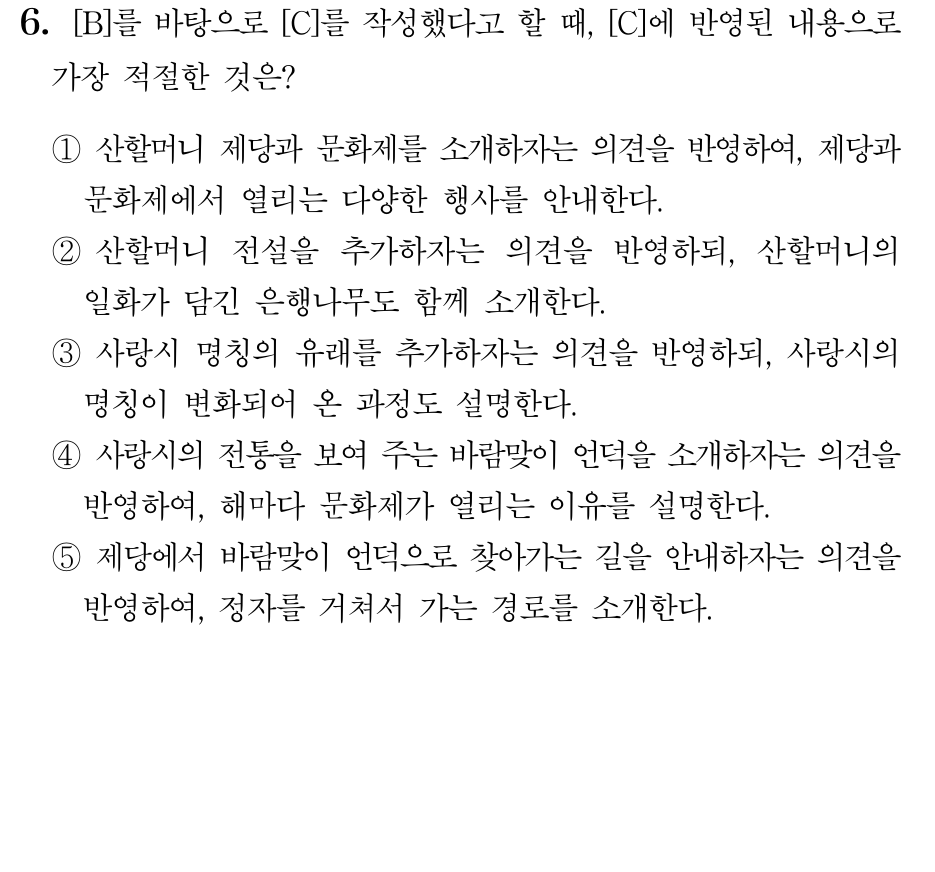 6. [B]를 바탕으로 [C]를 작성했다고 할 때, [C]에 반영된 내용으로
가장 적절한 것은?
① 산할머니 제당과 문화제를 소개하자는 의견을 반영하여, 제당과
문화제에서 열리는 다양한 행사를 안내한다.
② 산할머니 전설을 추가하자는 의견을 반영하되, 산할머니의
일화가 담긴 은행나무도 함께 소개한다.
③ 사랑시 명칭의 유래를 추가하자는 의견을 반영하되, 사랑시의
명칭이 변화되어 온 과정도 설명한다.
④ 사랑시의 전통을 보여 주는 바람맞이 언덕을 소개하자는 의견을
반영하여, 해마다 문화제가 열리는 이유를 설명한다.
⑤ 제당에서 바람맞이 언덕으로 찾아가는 길을 안내하자는 의견을
반영하여, 정자를 거쳐서 가는 경로를 소개한다.